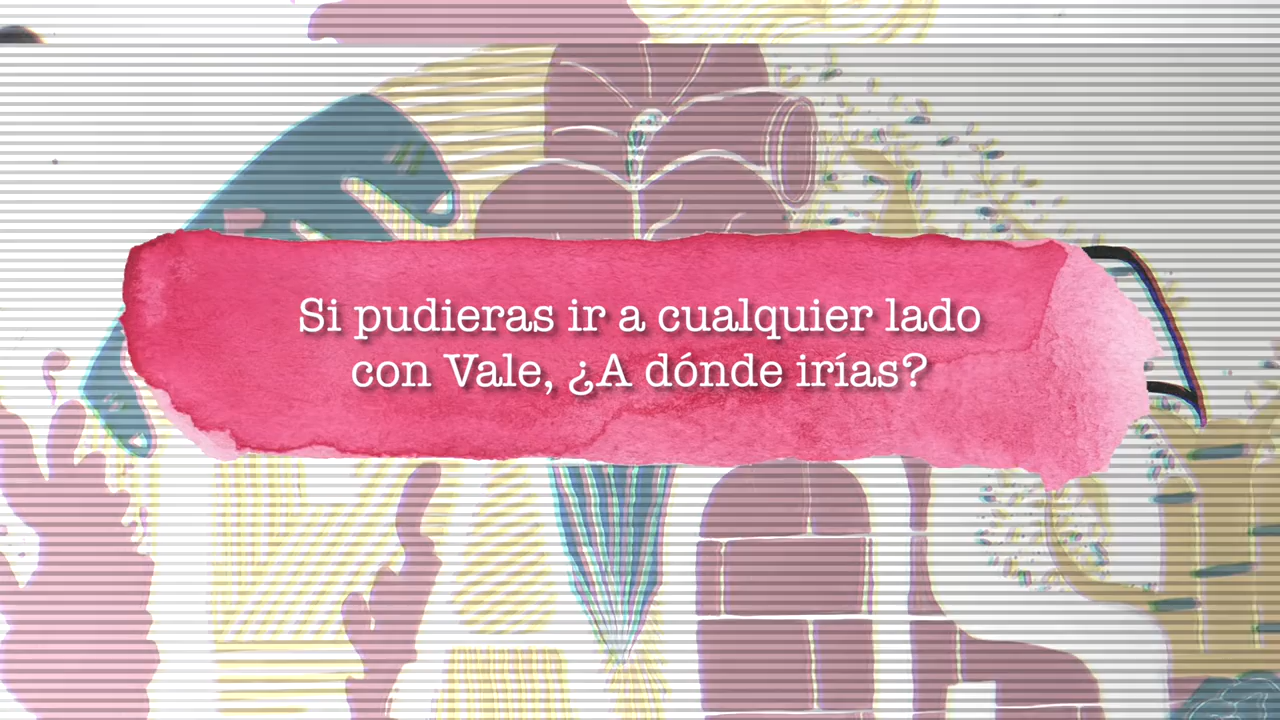 Si pudieras ir a cualquier lado
con Vale, ¿A dónde irías?